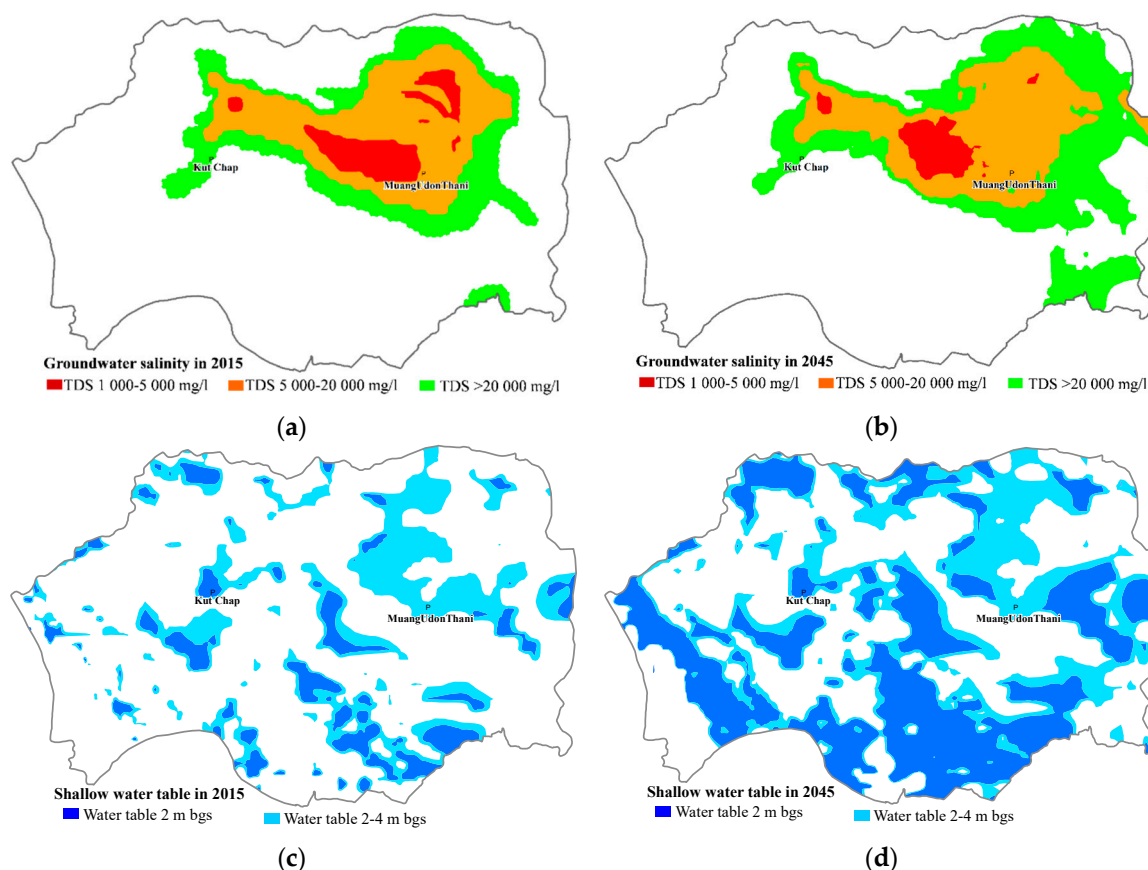 Kut Chap
MuangUdonThani
Groundwater salinity in 2015
TDS 1 000-5 000 mg/l TDS 5 000-20 000 mg/l TDS >20 000 mg/l
(a)
Kut Chap
MuangUdonThani
Groundwater salinity in 2045
TDS 1 000-5 000 mg/l TDS 5 000-20 000 mg/l TDS >20 000 mg/l
(b)
Kut Chap
MuangUdonThani
Shallow water table in 2015
Water table 2 m bgs Water table 2-4 m bgs
(c)
Kut Chap
MuangUdonThani
Shallow water table in 2045
Water table 2 m bgs Water table 2-4 m bgs
(d)